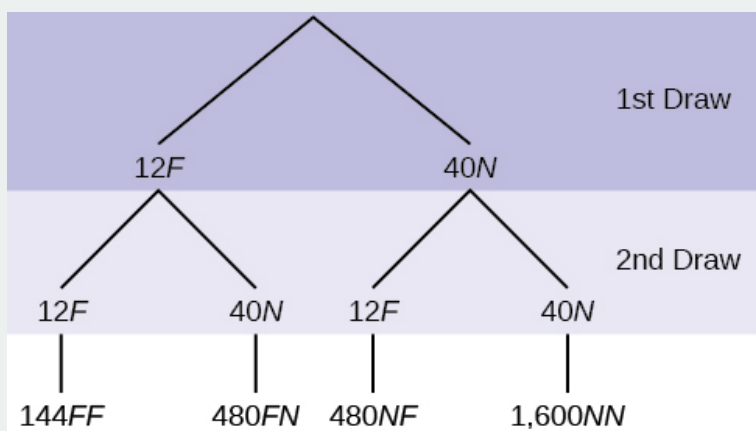 1st Draw
12F 40N
2nd Draw
12F 40N 12F 40N
144FF 480FN 480NF 1,600NN